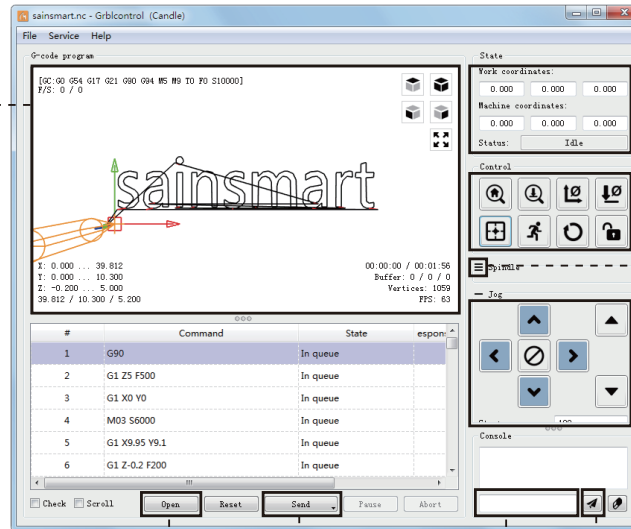 sainsmart.nc - Grblcontrol (Candle)
File Service Help
G-code program
[GC:G0 G54 G17 G21 G90 G94 M5 M9 T0 F0 S10000]
F/S: 0 / 0
sainsmart
X: 0.000 ... 39.812
Y: 0.000 ... 10.300
Z: -0.200 ... 5.000
39.812 / 10.300 / 5.200
00:00:00 / 00:01:56
Buffer: 0 / 0 / 0
Vertices: 1059
FPS: 63
# Command State espon:
1 G90 In queue
2 G1 Z5 F500 In queue
3 G1 X0 Y0 In queue
4 M03 S6000 In queue
5 G1 X9.95 Y9.1 In queue
6 G1 Z-0.2 F200 In queue
Check Scroll Open Reset Send Pause Abort
State
Work coordinates:
0.000 0.000 0.000
Machine coordinates:
0.000 0.000 0.000
Status: Idle
Control
Spindle
Jog
Console